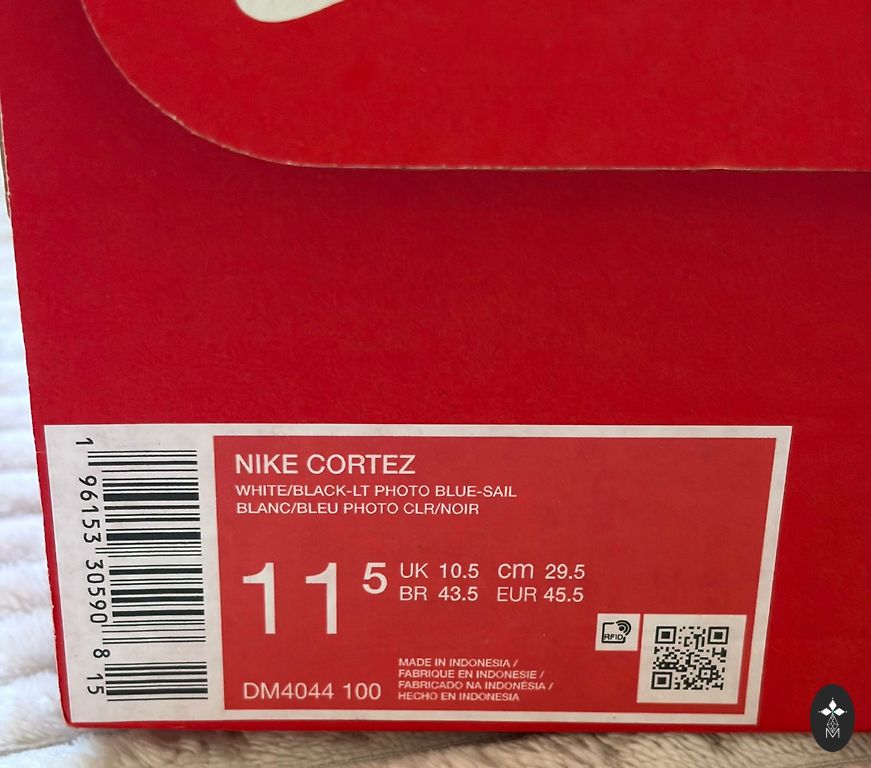 1 96153 30590 8 15
NIKE CORTEZ
WHITE/BLACK-LT PHOTO BLUE-SAIL
BLANC/BLEU PHOTO CLR/NOIR
11 5
UK 10.5 cm 29.5
BR 43.5 EUR 45.5
RFID
DM4044 100
MADE IN INDONESIA /
FABRIQUE EN INDONESIE /
FABRICADO NA INDONÉSIA /
HECHO EN INDONESIA
M